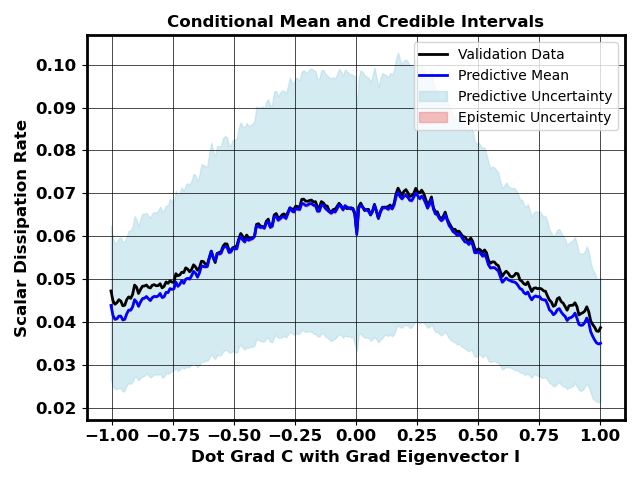 Conditional Mean and Credible Intervals
Validation Data
Predictive Mean
Predictive Uncertainty
Epistemic Uncertainty
Scalar Dissipation Rate
0.10
0.09
0.08
0.07
0.06
0.05
0.04
0.03
0.02
−1.00 −0.75 −0.50 −0.25 0.00 0.25 0.50 0.75 1.00
Dot Grad C with Grad Eigenvector I